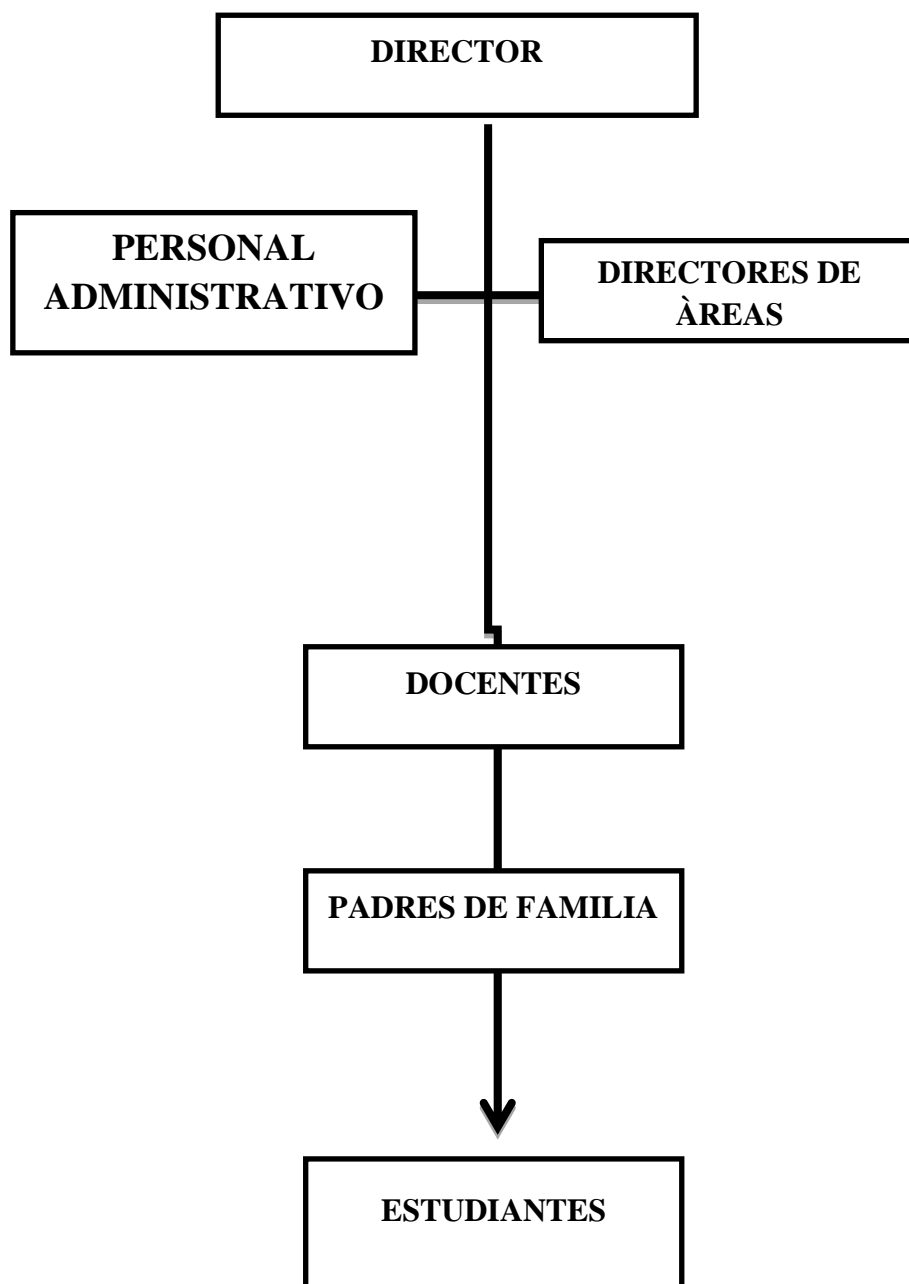 DIRECTOR
PERSONAL
ADMINISTRATIVO
DIRECTORES DE
ÀREAS
DOCENTES
PADRES DE FAMILIA
ESTUDIANTES